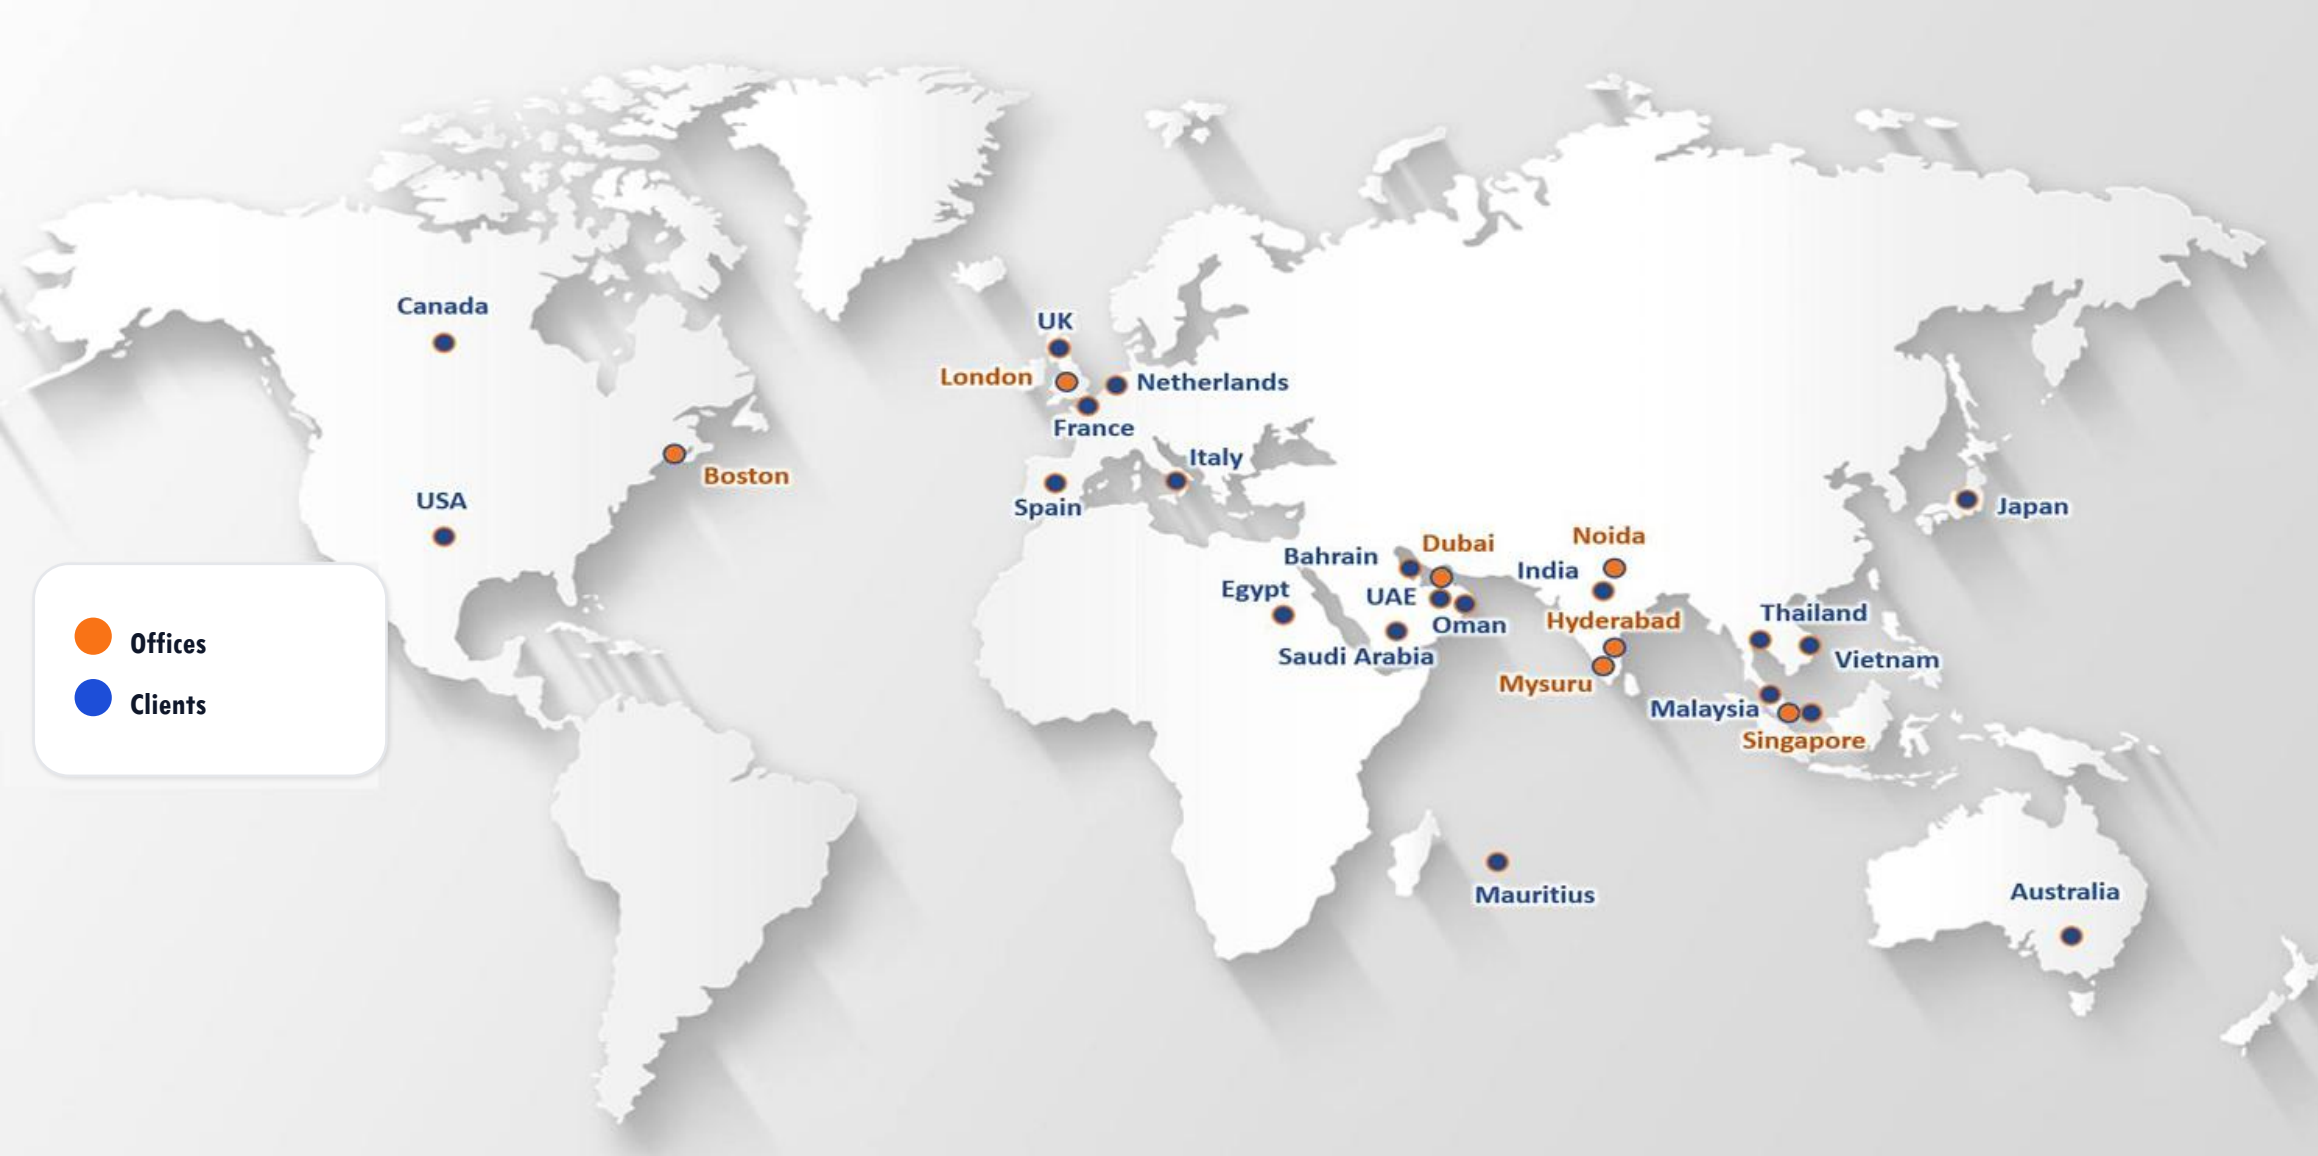 Canada
UK
London
Netherlands
France
Italy
Boston
Spain
USA
Japan
Noida
Dubai
Bahrain
India
Egypt
UAE
Thailand
Hyderabad
Oman
Saudi Arabia
Vietnam
Mysuru
Malaysia
Singapore
Offices
Clients
Mauritius
Australia